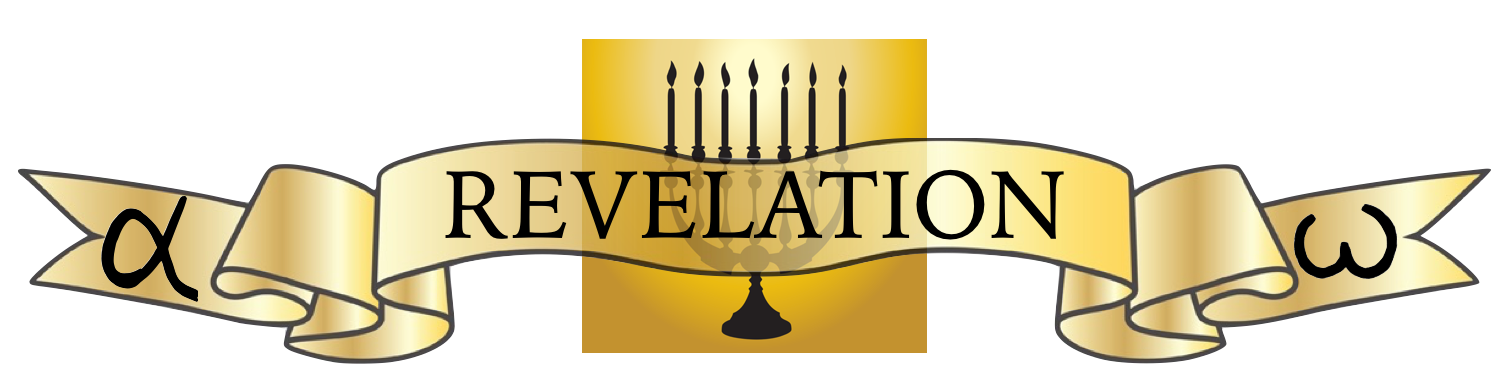 α REVELATION ω